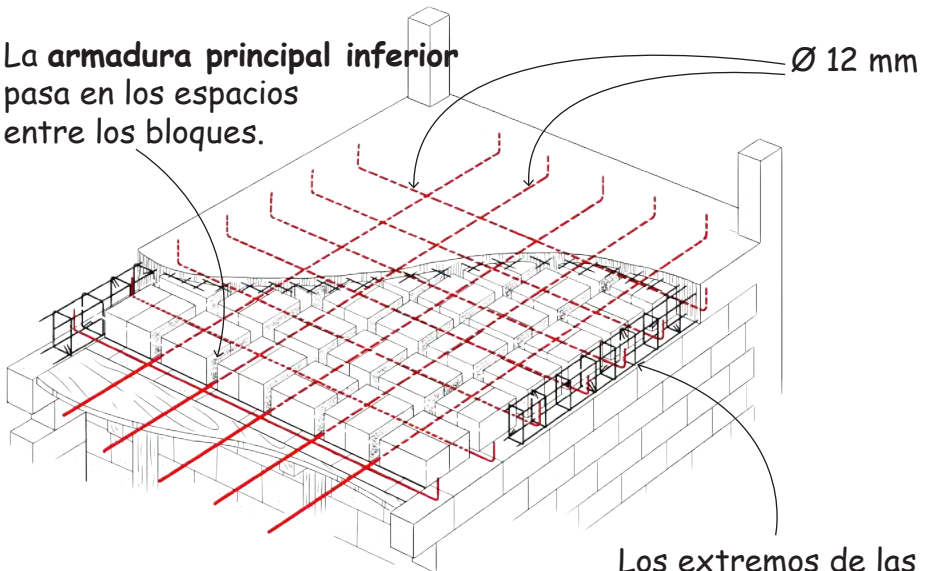 La armadura principal inferior
pasa en los espacios
entre los bloques.
Ø 12 mm
Los extremos de las